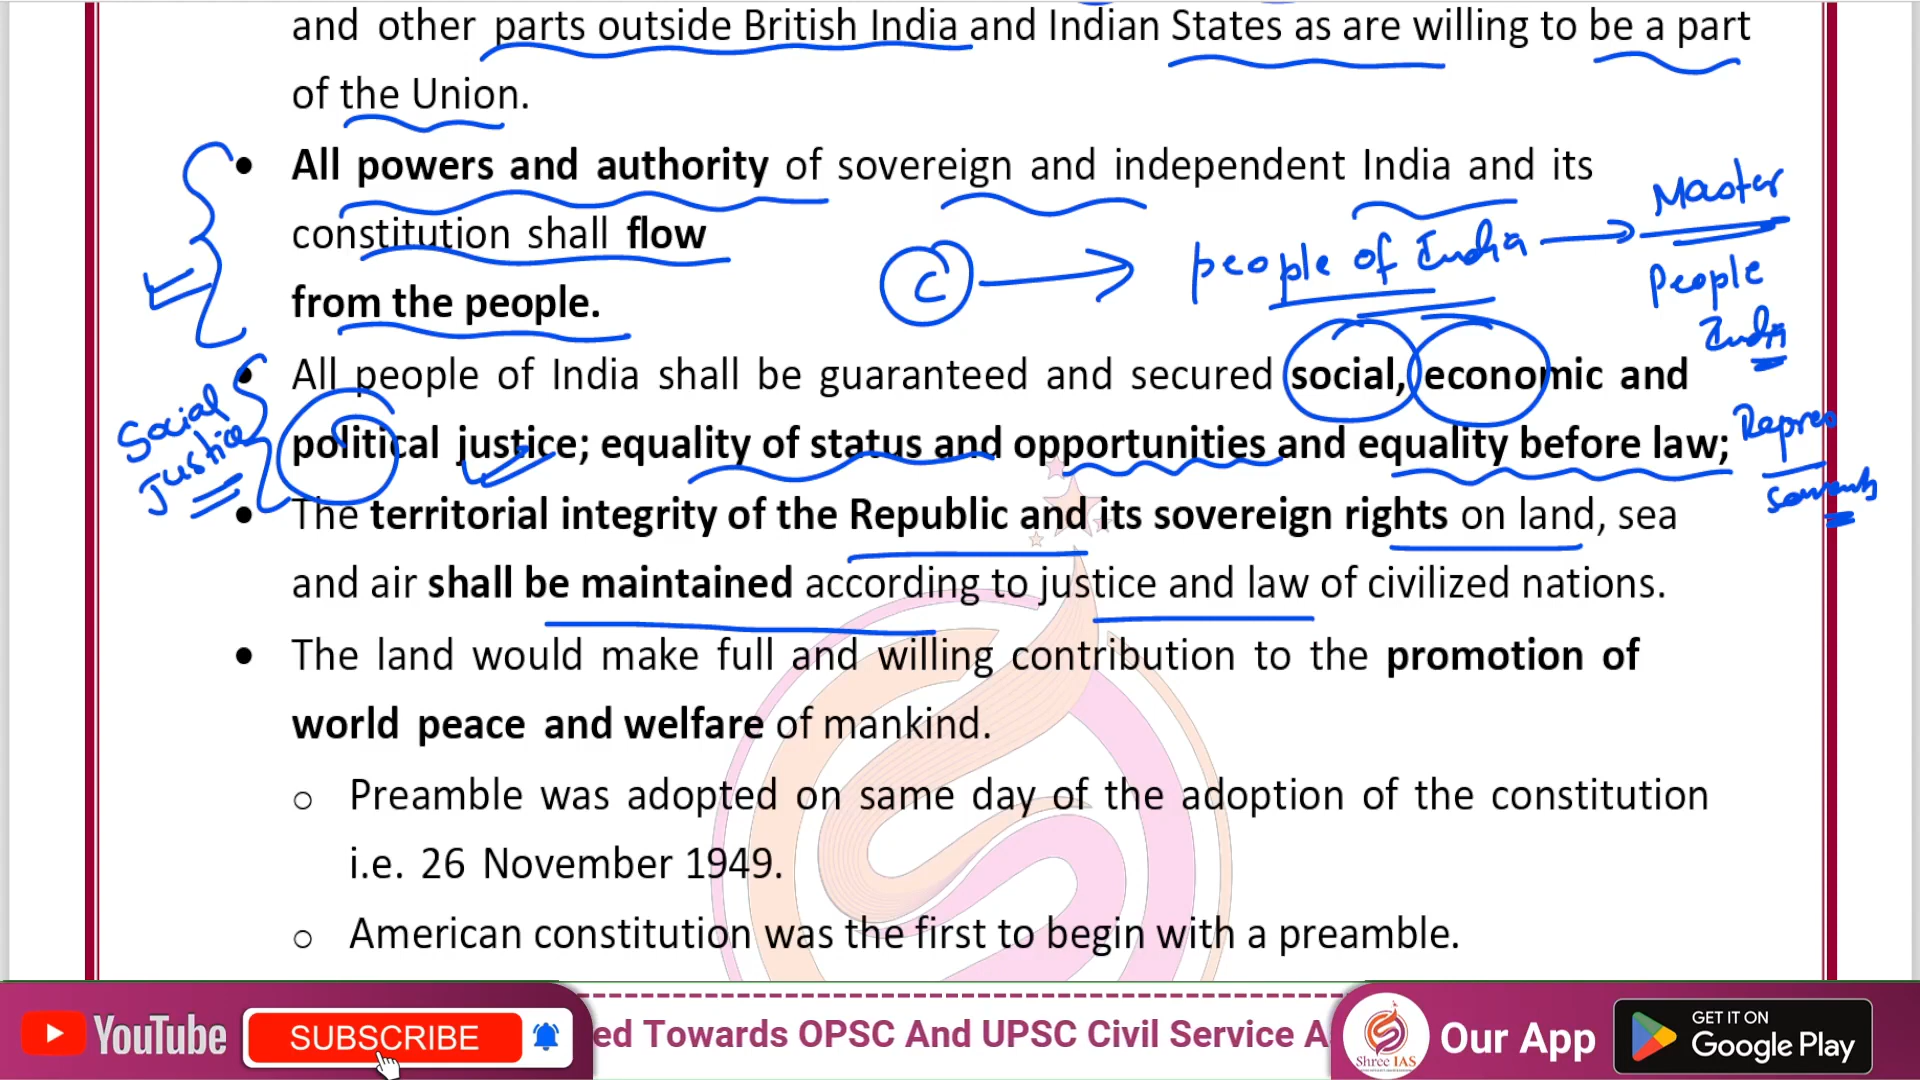 and other parts outside British India and Indian States as are willing to be a part
of the Union.
• All powers and authority of sovereign and independent India and its
constitution shall flow
from the people.
C → people of India → Master
People
India
• All people of India shall be guaranteed and secured social, economic and
political justice; equality of status and opportunities and equality before law;
Social
Justice
• The territorial integrity of the Republic and its sovereign rights on land, sea
and air shall be maintained according to justice and law of civilized nations.
• The land would make full and willing contribution to the promotion of
world peace and welfare of mankind.
o Preamble was adopted on same day of the adoption of the constitution
i.e. 26 November 1949.
o American constitution was the first to begin with a preamble.
YouTube
SUBSCRIBE
ed Towards OPSC And UPSC Civil Service A
Shree IAS
Our App
GET IT ON
Google Play